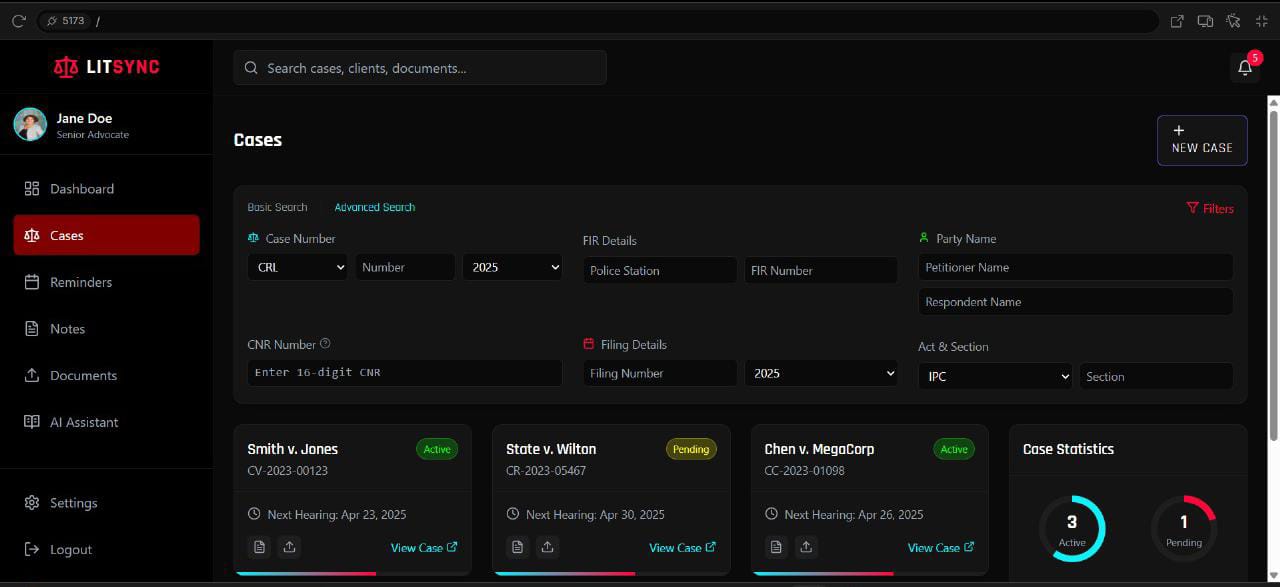 5173 /
LITSYNC
Search cases, clients, documents...
5
Jane Doe
Senior Advocate
Dashboard
Cases
Reminders
Notes
Documents
AI Assistant
Settings
Logout
Cases
+
NEW CASE
Basic Search
Advanced Search
Filters
Case Number
CRL
Number
2025
FIR Details
Police Station
FIR Number
Party Name
Petitioner Name
Respondent Name
CNR Number
Enter 16-digit CNR
Filing Details
Filing Number
2025
Act & Section
IPC
Section
Smith v. Jones
Active
CV-2023-00123
Next Hearing: Apr 23, 2025
View Case
State v. Wilton
Pending
CR-2023-05467
Next Hearing: Apr 30, 2025
View Case
Chen v. MegaCorp
Active
CC-2023-01098
Next Hearing: Apr 26, 2025
View Case
Case Statistics
3
Active
1
Pending